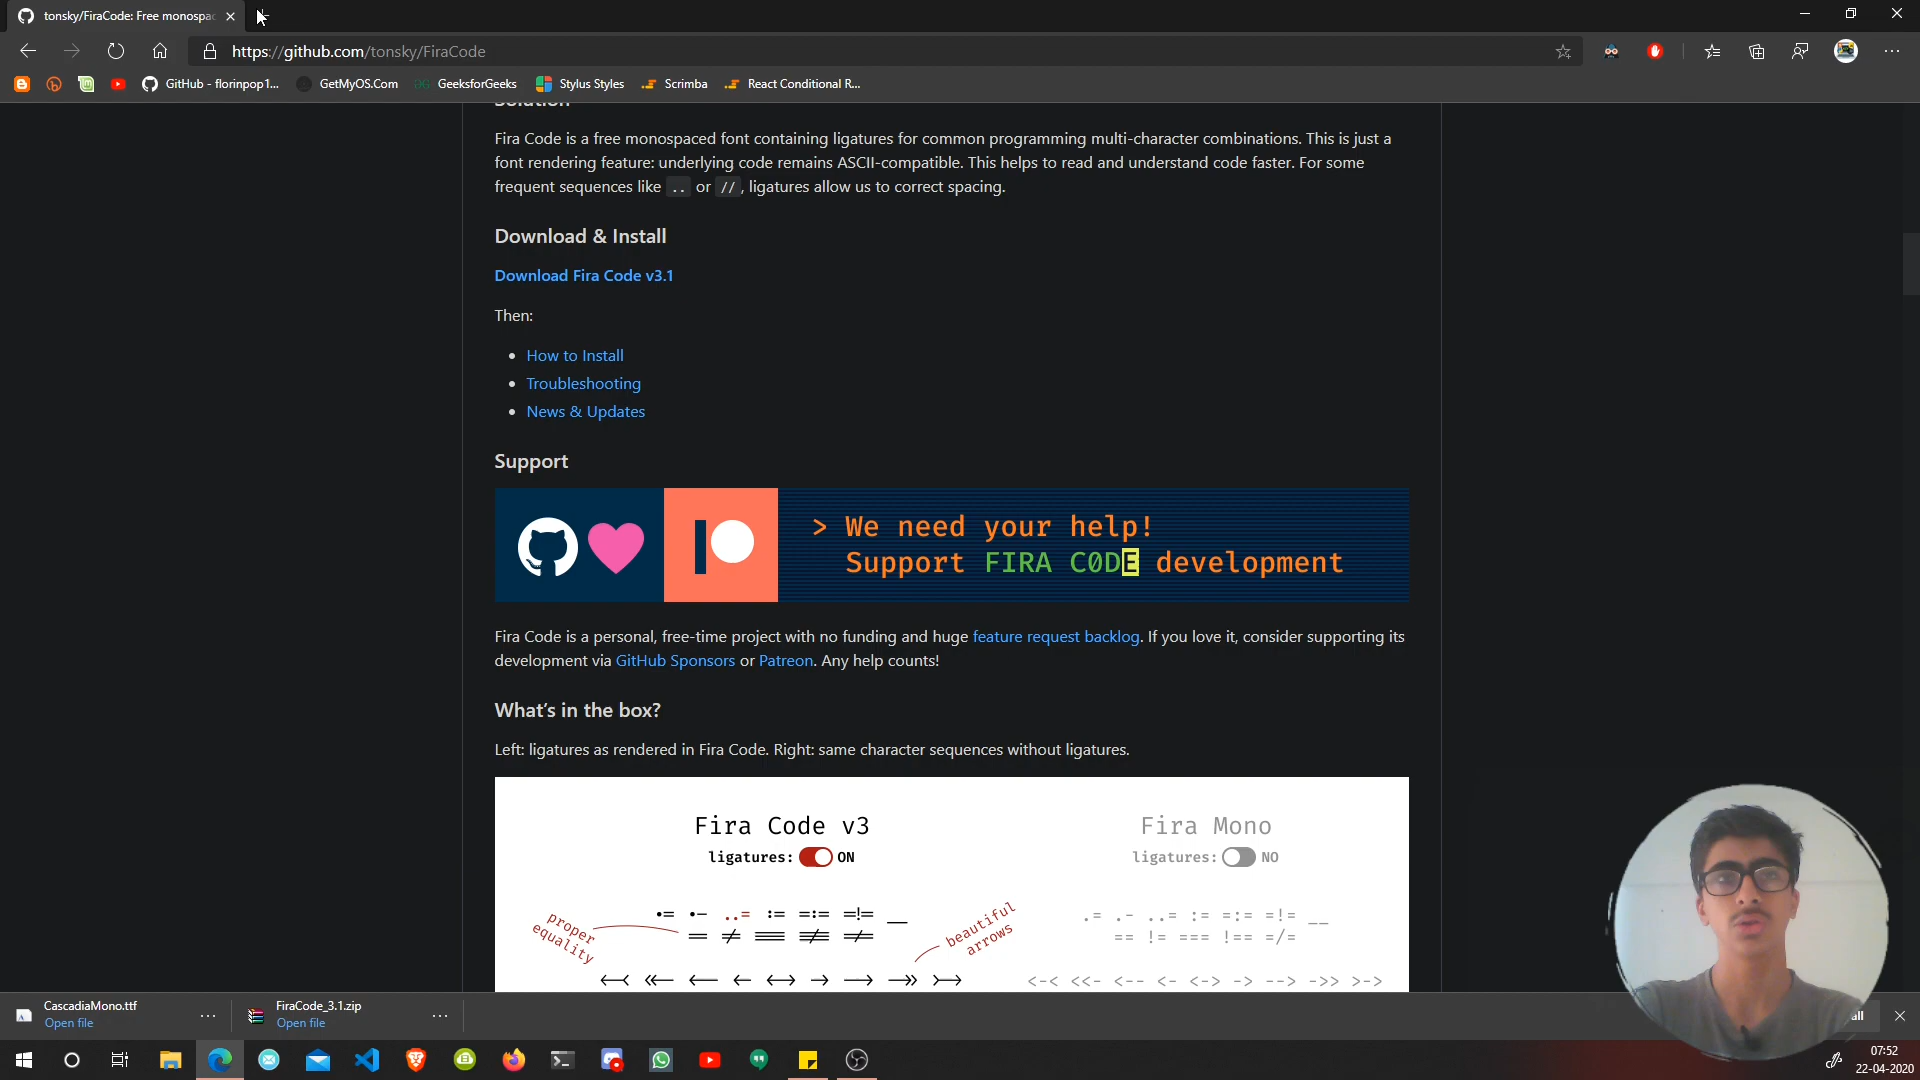 tonsky/FiraCode: Free monospac
https://github.com/tonsky/FiraCode
GitHub - florinpop1...
GetMyOS.Com
GeeksforGeeks
Stylus Styles
Scrimba
React Conditional R...
Solution
Fira Code is a free monospaced font containing ligatures for common programming multi-character combinations. This is just a
font rendering feature: underlying code remains ASCII-compatible. This helps to read and understand code faster. For some
frequent sequences like .. or //, ligatures allow us to correct spacing.
Download & Install
Download Fira Code v3.1
Then:
• How to Install
• Troubleshooting
• News & Updates
Support
> We need your help!
Support FIRA C0DE development
Fira Code is a personal, free-time project with no funding and huge feature request backlog. If you love it, consider supporting its
development via GitHub Sponsors or Patreon. Any help counts!
What's in the box?
Left: ligatures as rendered in Fira Code. Right: same character sequences without ligatures.
Fira Code v3
ligatures: ON
Fira Mono
ligatures: NO
proper
equality
beautiful
arrows
.= .- ..= := =:= =!= __
== != === !== =/=
<-< <<- <-- <- <-> -> --> ->> >->
CascadiaMono.ttf
Open file
FiraCode_3.1.zip
Open file
all
07:52
22-04-2020